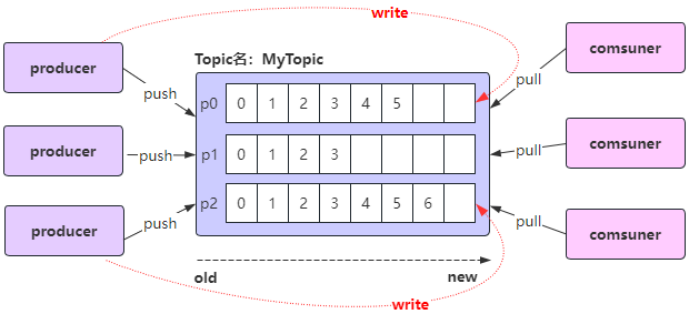 write
producer
comsuner
Topic名：MyTopic
push
pull
p0 0 1 2 3 4 5
producer
push
p1 0 1 2 3
pull
comsuner
p2 0 1 2 3 4 5 6
producer
push
pull
comsuner
old
new
write